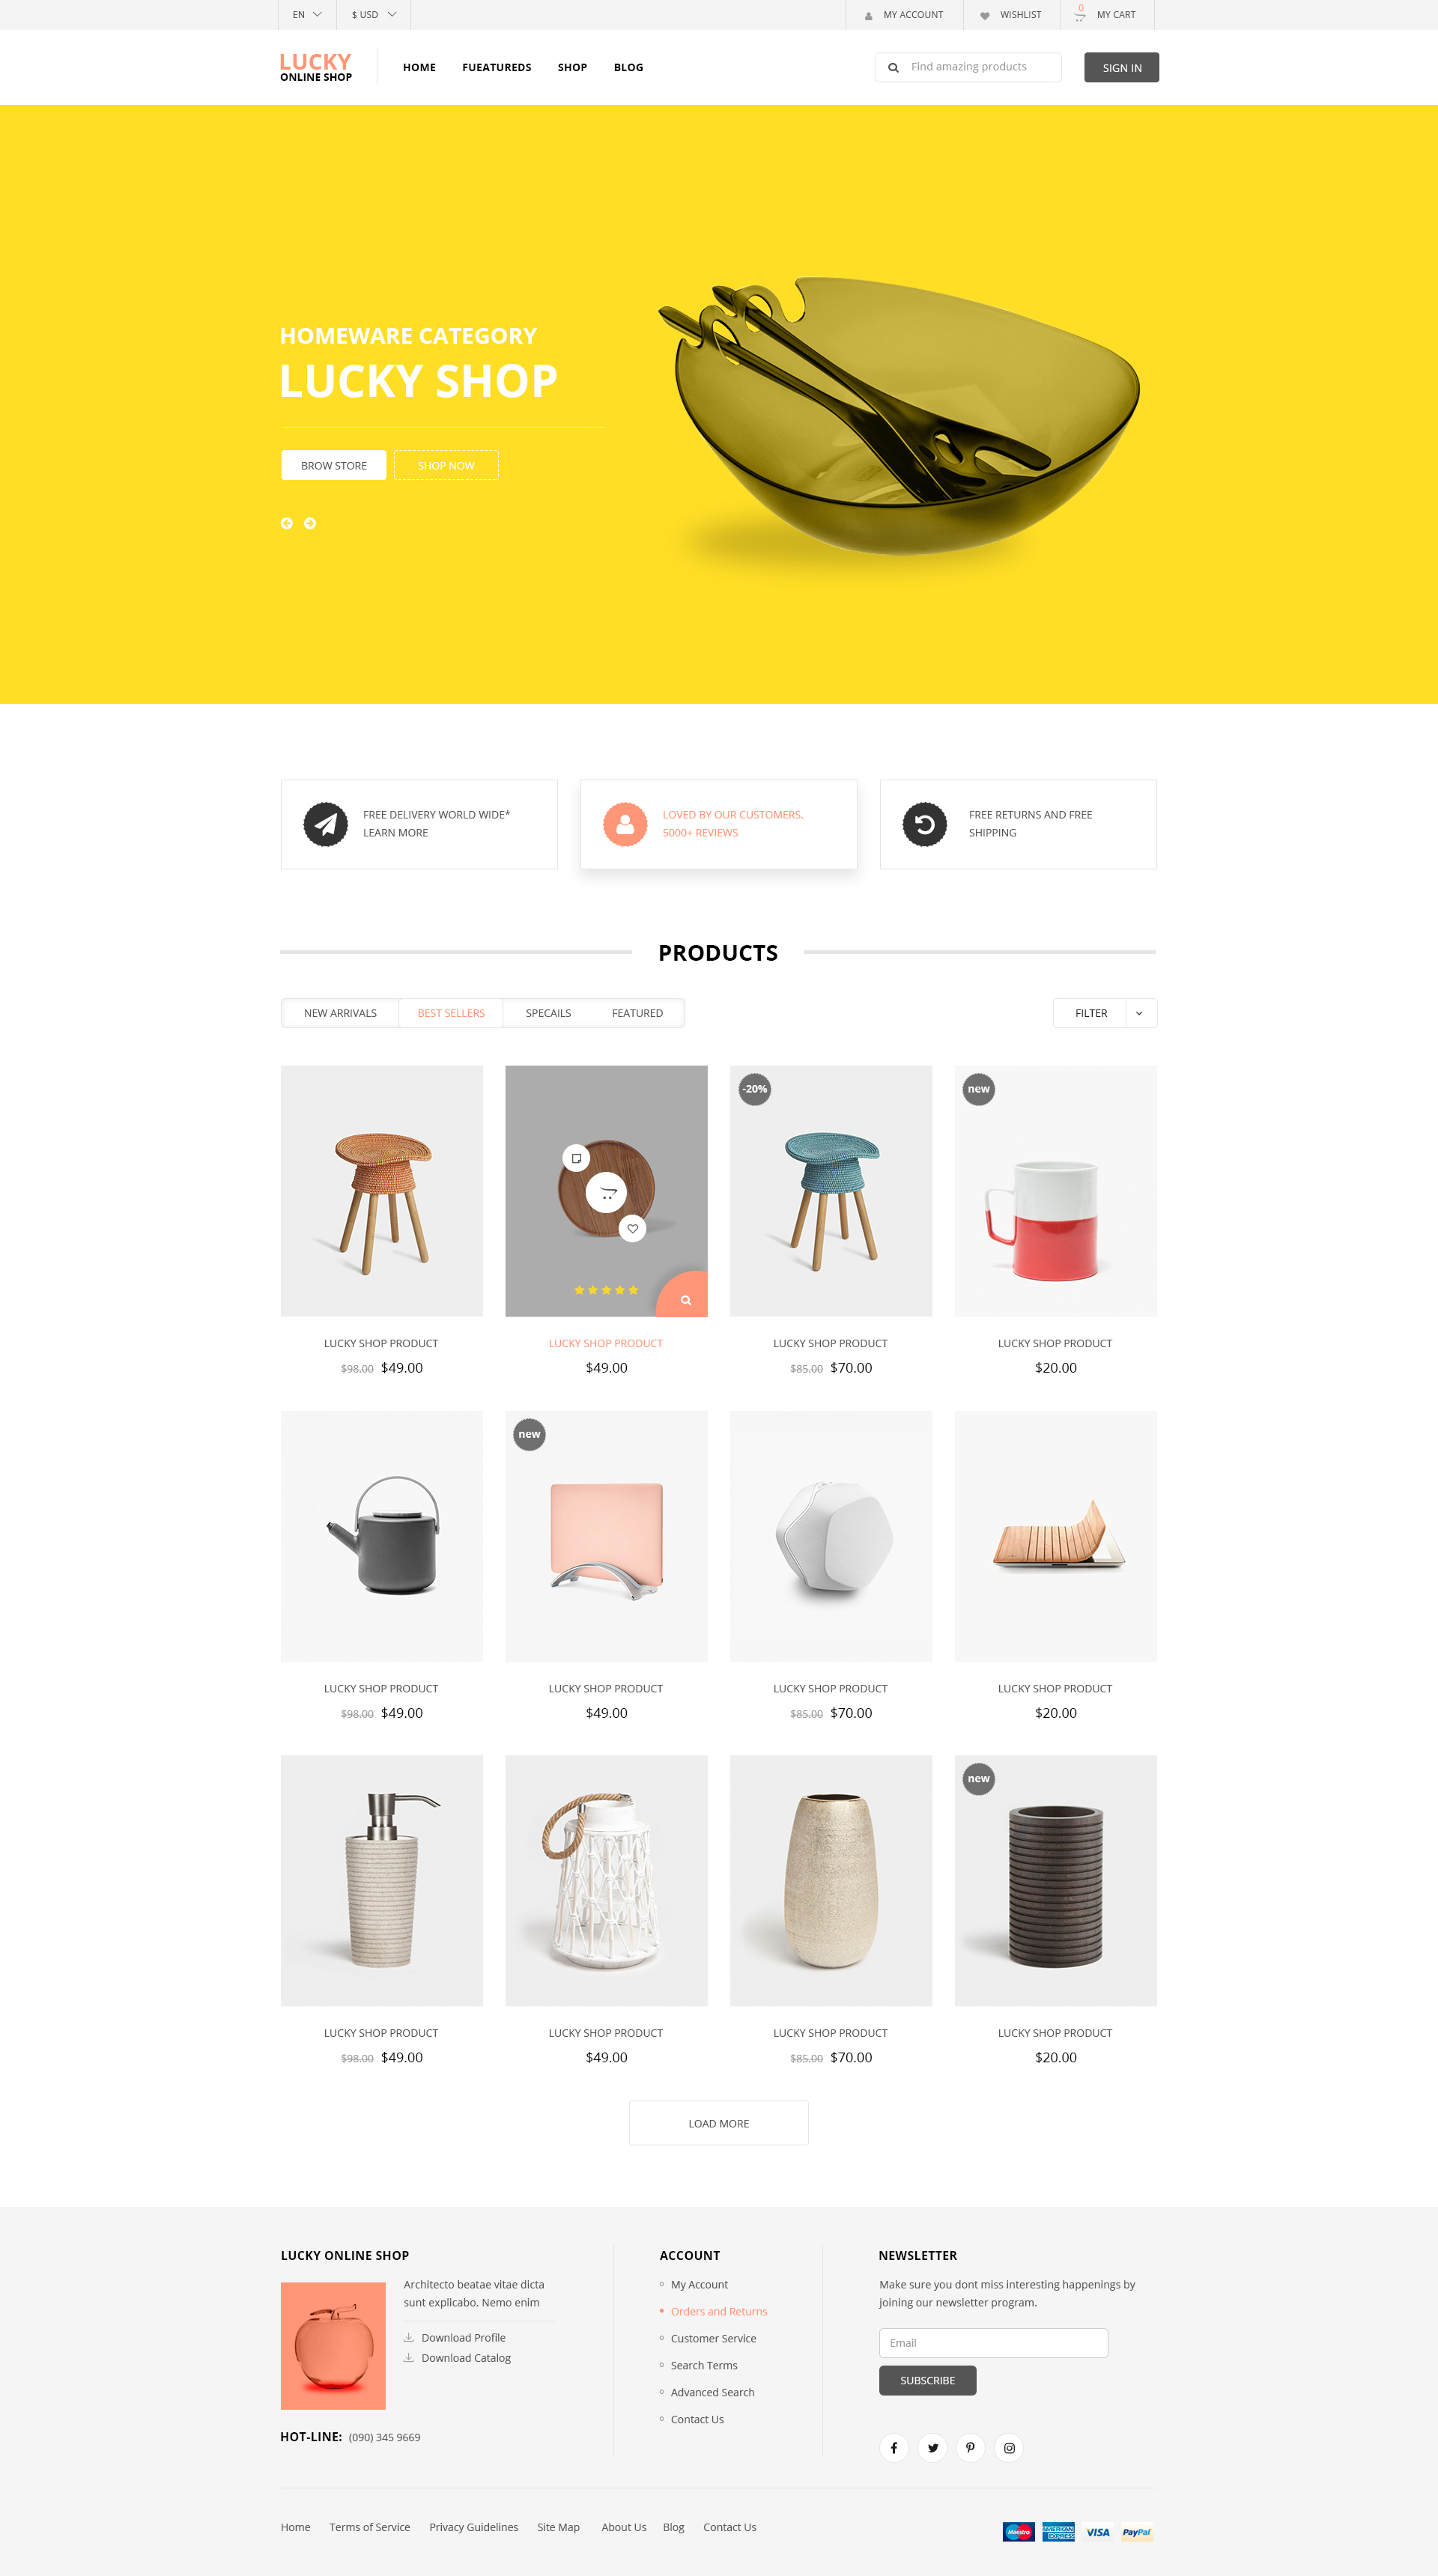 EN $ USD MY ACCOUNT WISHLIST 0 MY CART
LUCKY
ONLINE SHOP
HOME FUEATUREDS SHOP BLOG
Find amazing products
SIGN IN
HOMEWARE CATEGORY
LUCKY SHOP
BROW STORE SHOP NOW
FREE DELIVERY WORLD WIDE*
LEARN MORE
LOVED BY OUR CUSTOMERS.
5000+ REVIEWS
FREE RETURNS AND FREE
SHIPPING
PRODUCTS
NEW ARRIVALS BEST SELLERS SPECAILS FEATURED
FILTER
-20% new
LUCKY SHOP PRODUCT LUCKY SHOP PRODUCT LUCKY SHOP PRODUCT LUCKY SHOP PRODUCT
$98.00 $49.00 $49.00 $85.00 $70.00 $20.00
new
LUCKY SHOP PRODUCT LUCKY SHOP PRODUCT LUCKY SHOP PRODUCT LUCKY SHOP PRODUCT
$98.00 $49.00 $49.00 $85.00 $70.00 $20.00
new
LUCKY SHOP PRODUCT LUCKY SHOP PRODUCT LUCKY SHOP PRODUCT LUCKY SHOP PRODUCT
$98.00 $49.00 $49.00 $85.00 $70.00 $20.00
LOAD MORE
LUCKY ONLINE SHOP
Architecto beatae vitae dicta
sunt explicabo. Nemo enim
Download Profile
Download Catalog
HOT-LINE: (090) 345 9669
ACCOUNT
My Account
Orders and Returns
Customer Service
Search Terms
Advanced Search
Contact Us
NEWSLETTER
Make sure you dont miss interesting happenings by
joining our newsletter program.
Email
SUBSCRIBE
Home Terms of Service Privacy Guidelines Site Map About Us Blog Contact Us
Maestro AMERICAN EXPRESS VISA PayPal